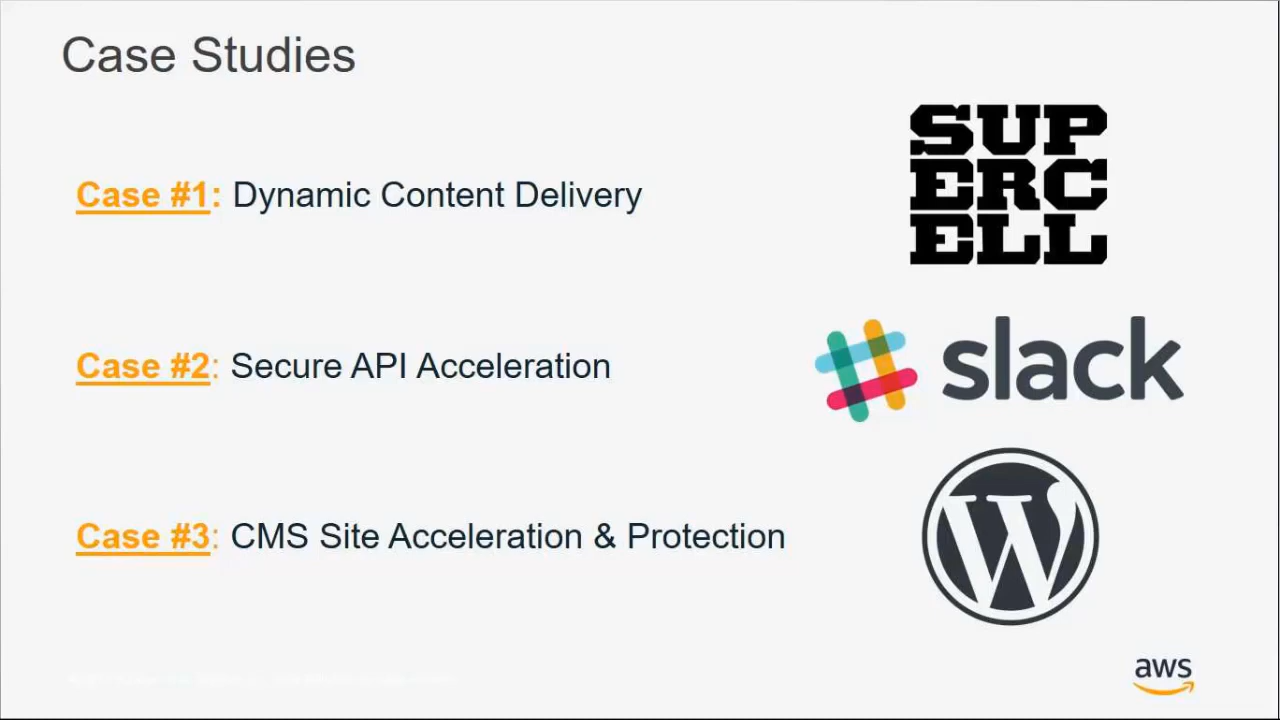 Case Studies
Case #1: Dynamic Content Delivery
SUP
ERC
ELL
Case #2: Secure API Acceleration
slack
Case #3: CMS Site Acceleration & Protection
W
aws